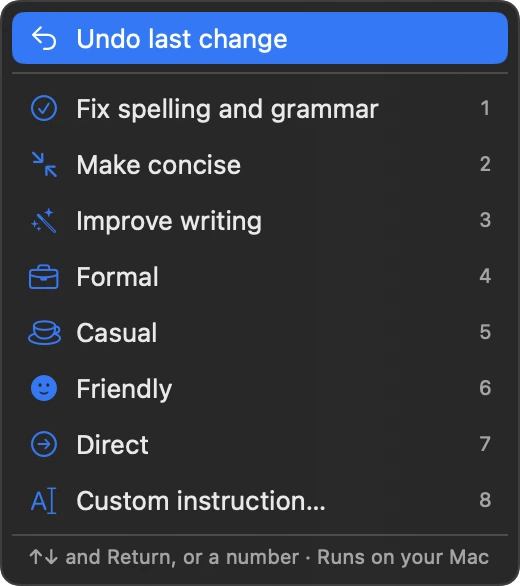 Undo last change
Fix spelling and grammar 1
Make concise 2
Improve writing 3
Formal 4
Casual 5
Friendly 6
Direct 7
Custom instruction... 8
↑↓ and Return, or a number · Runs on your Mac